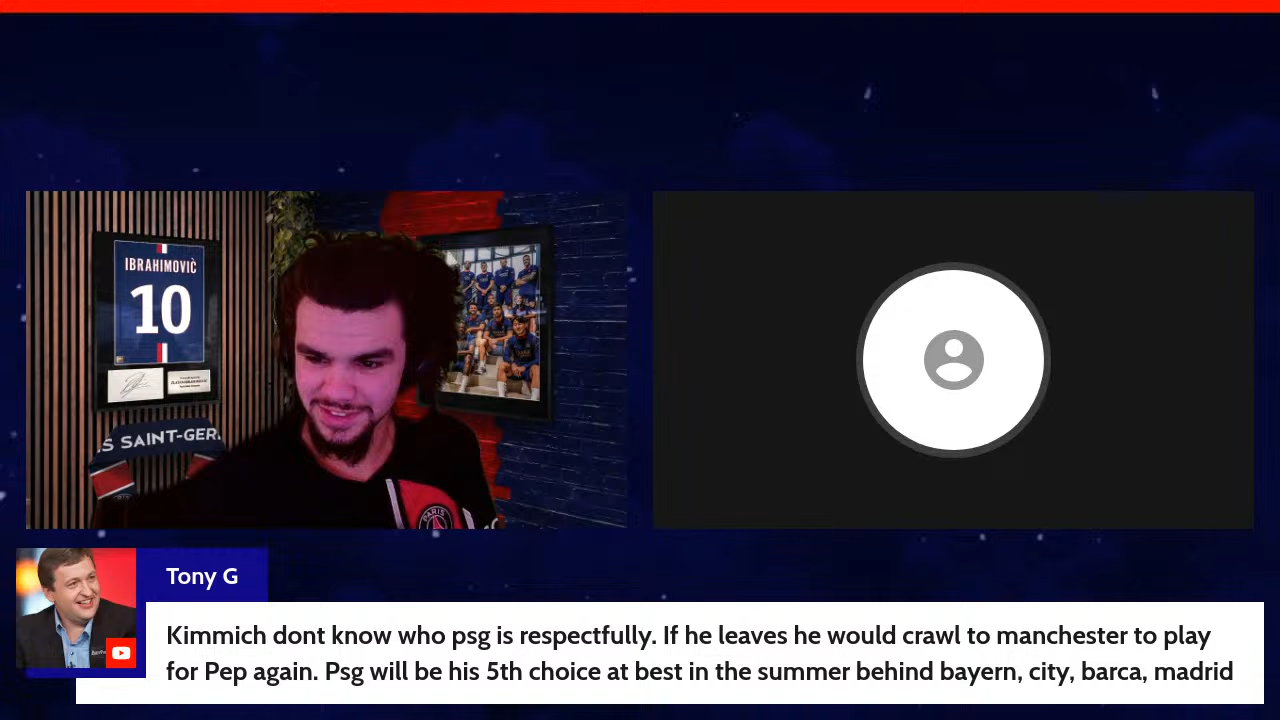 IBRAHIMOVIĆ
10
S SAINT-GER
PARIS
Tony G
Kimmich dont know who psg is respectfully. If he leaves he would crawl to manchester to play
for Pep again. Psg will be his 5th choice at best in the summer behind bayern, city, barca, madrid